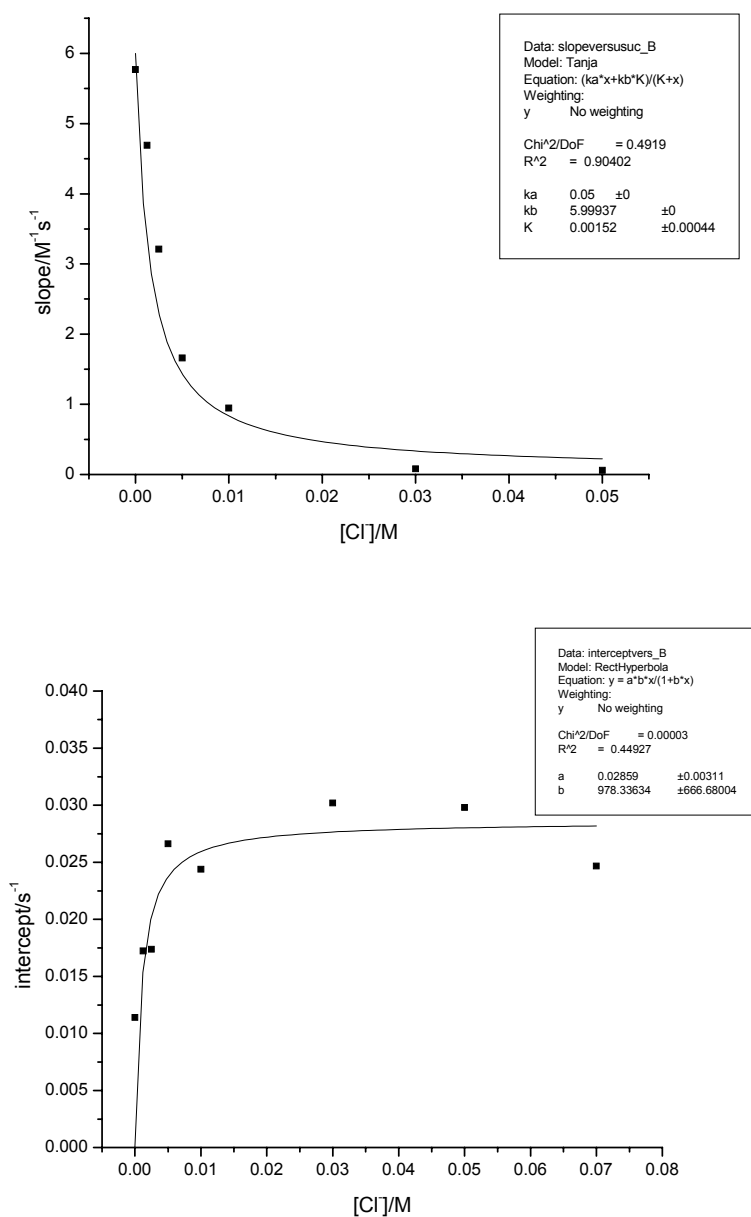 Data: slopeversusuc_B
Model: Tanja
Equation: (ka*x+kb*K)/(K+x)
Weighting:
y No weighting
Chi^2/DoF = 0.4919
R^2 = 0.90402
ka 0.05 ±0
kb 5.99937 ±0
K 0.00152 ±0.00044
6
5
4
3
2
1
0
slope/M⁻¹s⁻¹
0.00 0.01 0.02 0.03 0.04 0.05
[Cl⁻]/M
Data: interceptvers_B
Model: RectHyperbola
Equation: y = a*b*x/(1+b*x)
Weighting:
y No weighting
Chi^2/DoF = 0.00003
R^2 = 0.44927
a 0.02859 ±0.00311
b 978.33634 ±666.68004
0.040
0.035
0.030
0.025
0.020
0.015
0.010
0.005
0.000
intercept/s⁻¹
0.00 0.01 0.02 0.03 0.04 0.05 0.06 0.07 0.08
[Cl⁻]/M